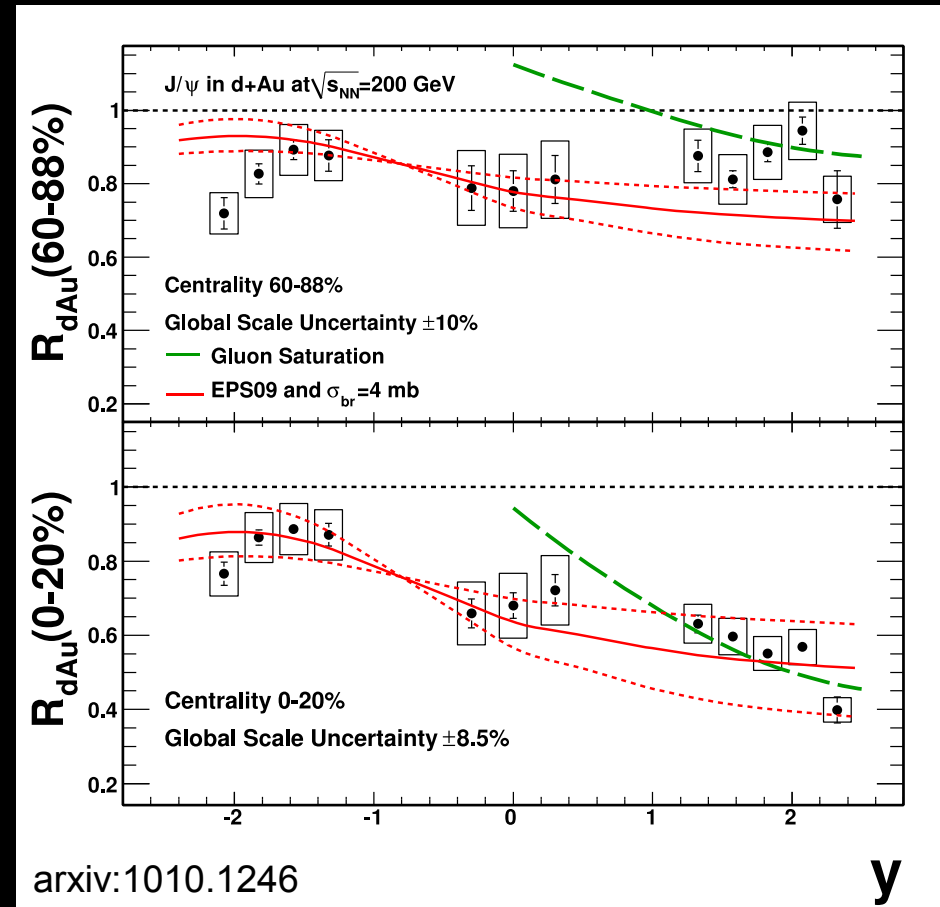 R_dAu(60-88%)
J/ψ in d+Au at √s_NN=200 GeV
1
0.8
0.6
0.4
0.2
Centrality 60-88%
Global Scale Uncertainty ±10%
Gluon Saturation
EPS09 and σ_br=4 mb
R_dAu(0-20%)
1
0.8
0.6
0.4
0.2
Centrality 0-20%
Global Scale Uncertainty ±8.5%
-2 -1 0 1 2
arxiv:1010.1246
y